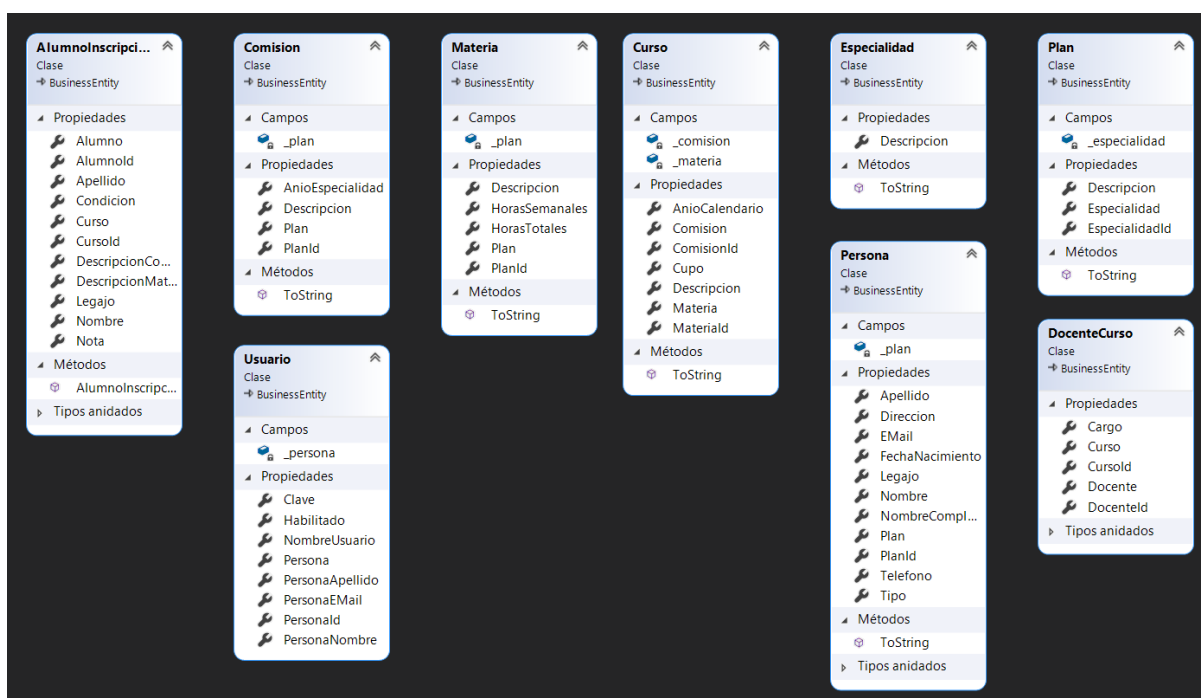 AlumnoInscripci...
Clase
BusinessEntity
Propiedades
Alumno
AlumnoId
Apellido
Condicion
Curso
CursoId
DescripcionCo...
DescripcionMat...
Legajo
Nombre
Nota
Métodos
AlumnoInscripc...
Tipos anidados
Comision
Clase
BusinessEntity
Campos
_plan
Propiedades
AnioEspecialidad
Descripcion
Plan
PlanId
Métodos
ToString
Usuario
Clase
BusinessEntity
Campos
_persona
Propiedades
Clave
Habilitado
NombreUsuario
Persona
PersonaApellido
PersonaEMail
PersonaId
PersonaNombre
Materia
Clase
BusinessEntity
Campos
_plan
Propiedades
Descripcion
HorasSemanales
HorasTotales
Plan
PlanId
Métodos
ToString
Curso
Clase
BusinessEntity
Campos
_comision
_materia
Propiedades
AnioCalendario
Comision
ComisionId
Cupo
Descripcion
Materia
MateriaId
Métodos
ToString
Especialidad
Clase
BusinessEntity
Propiedades
Descripcion
Métodos
ToString
Persona
Clase
BusinessEntity
Campos
_plan
Propiedades
Apellido
Direccion
EMail
FechaNacimiento
Legajo
Nombre
NombreCompl...
Plan
PlanId
Telefono
Tipo
Métodos
ToString
Tipos anidados
Plan
Clase
BusinessEntity
Campos
_especialidad
Propiedades
Descripcion
Especialidad
EspecialidadId
Métodos
ToString
DocenteCurso
Clase
BusinessEntity
Propiedades
Cargo
Curso
CursoId
Docente
DocenteId
Tipos anidados